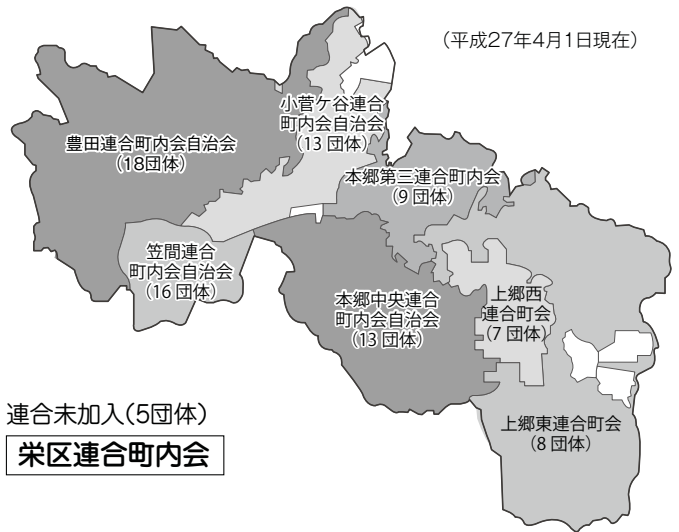 (平成27年4月1日現在)
小菅ケ谷連合
町内会自治会
(13 団体)
豊田連合町内会自治会
(18団体)
本郷第三連合町内会
(9 団体)
笠間連合
町内会自治会
(16 団体)
本郷中央連合
町内会自治会
(13 団体)
上郷西
連合町会
(7 団体)
上郷東連合町会
(8 団体)
連合未加入(5団体)
栄区連合町内会